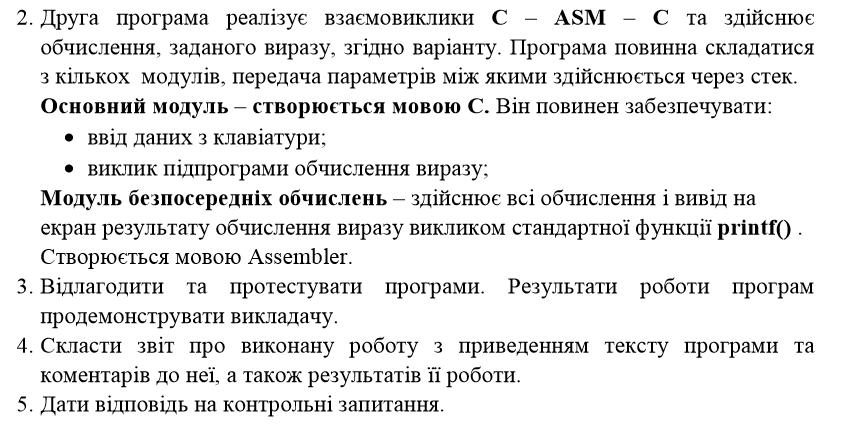 2. Друга програма реалізує взаємовиклики C – ASM – C та здійснює
обчислення, заданого виразу, згідно варіанту. Програма повинна складатися
з кількох модулів, передача параметрів між якими здійснюється через стек.
Основний модуль – створюється мовою С. Він повинен забезпечувати:
• ввід даних з клавіатури;
• виклик підпрограми обчислення виразу;
Модуль безпосередніх обчислень – здійснює всі обчислення і вивід на
екран результату обчислення виразу викликом стандартної функції printf() .
Створюється мовою Assembler.
3. Відлагодити та протестувати програми. Результати роботи програм
продемонструвати викладачу.
4. Скласти звіт про виконану роботу з приведенням тексту програми та
коментарів до неї, а також результатів її роботи.
5. Дати відповідь на контрольні запитання.